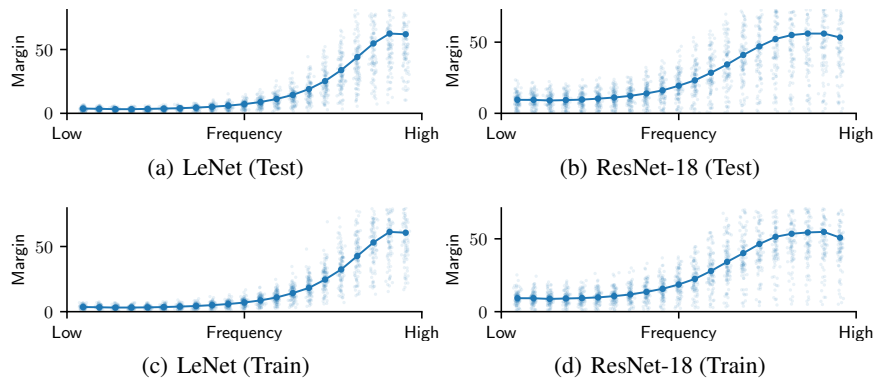 Margin
50
0
Low
Frequency
High
(a) LeNet (Test)
Margin
50
0
Low
Frequency
High
(b) ResNet-18 (Test)
Margin
50
0
Low
Frequency
High
(c) LeNet (Train)
Margin
50
0
Low
Frequency
High
(d) ResNet-18 (Train)